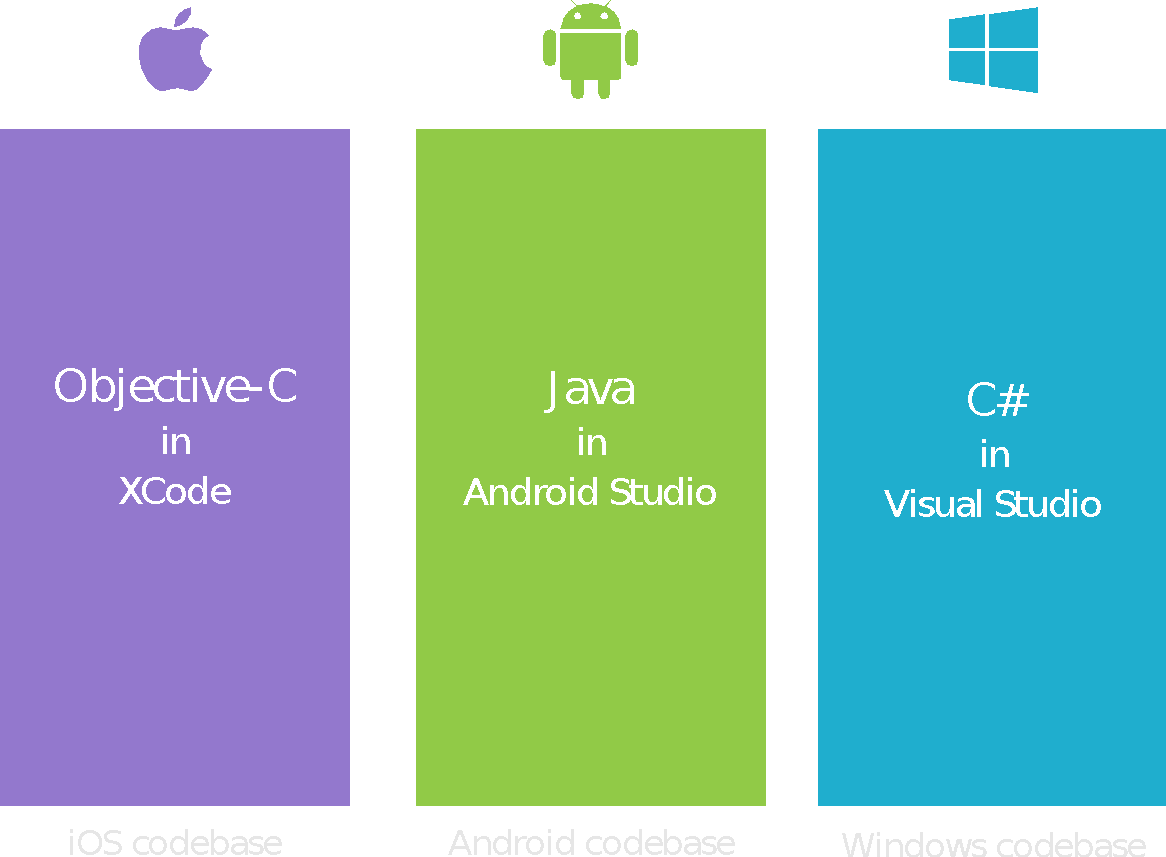 Objective-C
in
XCode
Java
in
Android Studio
C#
in
Visual Studio
iOS codebase
Android codebase
Windows codebase